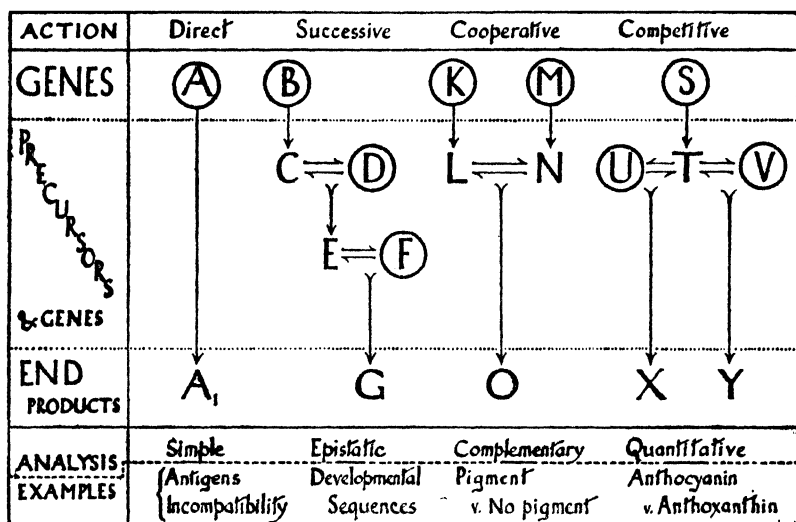 ACTION Direct Successive Cooperative Competitive
GENES A B K M S
PRECURSORS
C D L N U T V
E F
& GENES
END
PRODUCTS
A₁ G O X Y
ANALYSIS Simple Epistatic Complementary Quantitative
EXAMPLES
Antigens Developmental Pigment Anthocyanin
Incompatibility Sequences v. No pigment v. Anthoxanthin